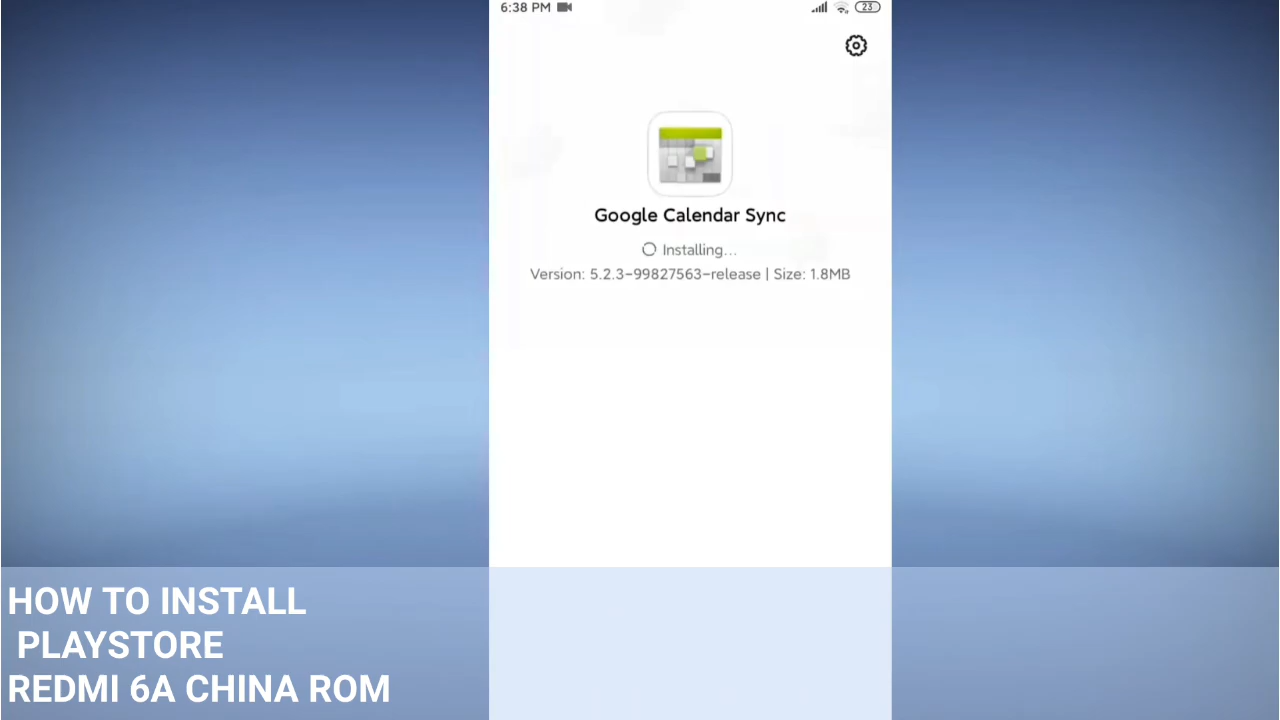 6:38 PM
23
Google Calendar Sync
Installing...
Version: 5.2.3-99827563-release | Size: 1.8MB
HOW TO INSTALL
PLAYSTORE
REDMI 6A CHINA ROM